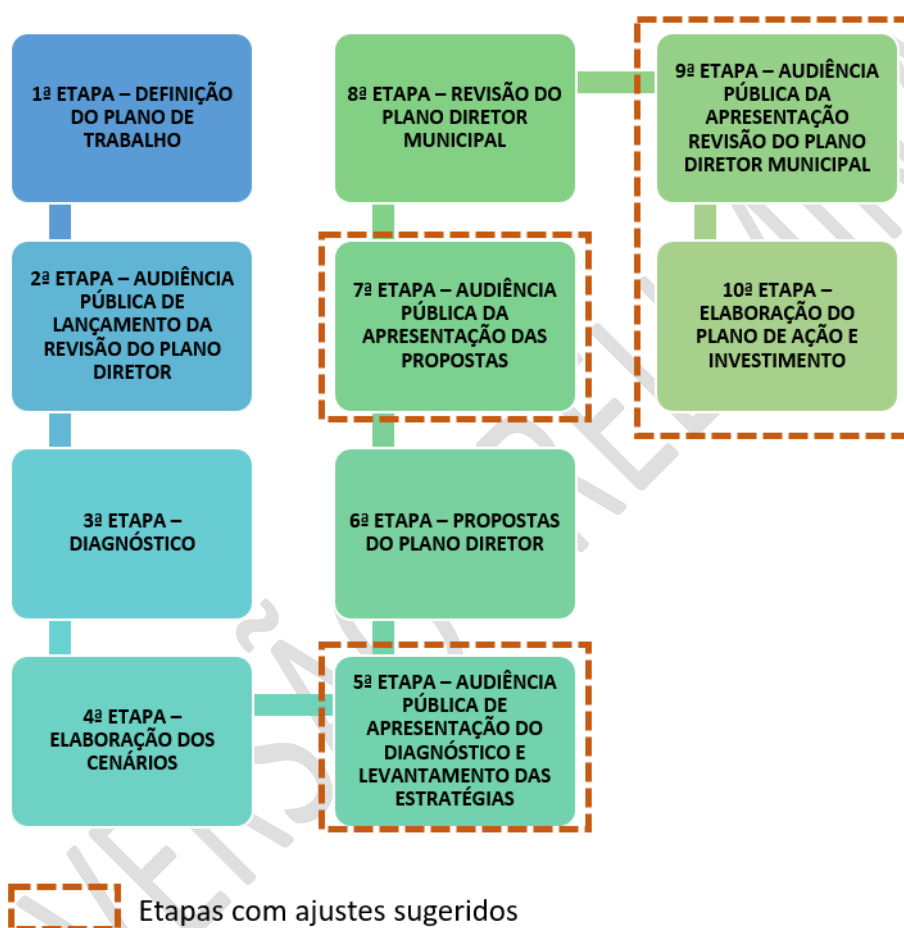 1ª ETAPA – DEFINIÇÃO
DO PLANO DE
TRABALHO
2ª ETAPA – AUDIÊNCIA
PÚBLICA DE
LANÇAMENTO DA
REVISÃO DO PLANO
DIRETOR
3ª ETAPA –
DIAGNÓSTICO
4ª ETAPA –
ELABORAÇÃO DOS
CENÁRIOS
5ª ETAPA – AUDIÊNCIA
PÚBLICA DE
APRESENTAÇÃO DO
DIAGNÓSTICO E
LEVANTAMENTO DAS
ESTRATÉGIAS
6ª ETAPA – PROPOSTAS
DO PLANO DIRETOR
7ª ETAPA – AUDIÊNCIA
PÚBLICA DA
APRESENTAÇÃO DAS
PROPOSTAS
8ª ETAPA – REVISÃO DO
PLANO DIRETOR
MUNICIPAL
9ª ETAPA – AUDIÊNCIA
PÚBLICA DA
APRESENTAÇÃO
REVISÃO DO PLANO
DIRETOR MUNICIPAL
10ª ETAPA –
ELABORAÇÃO DO
PLANO DE AÇÃO E
INVESTIMENTO
Etapas com ajustes sugeridos
VERSÃO